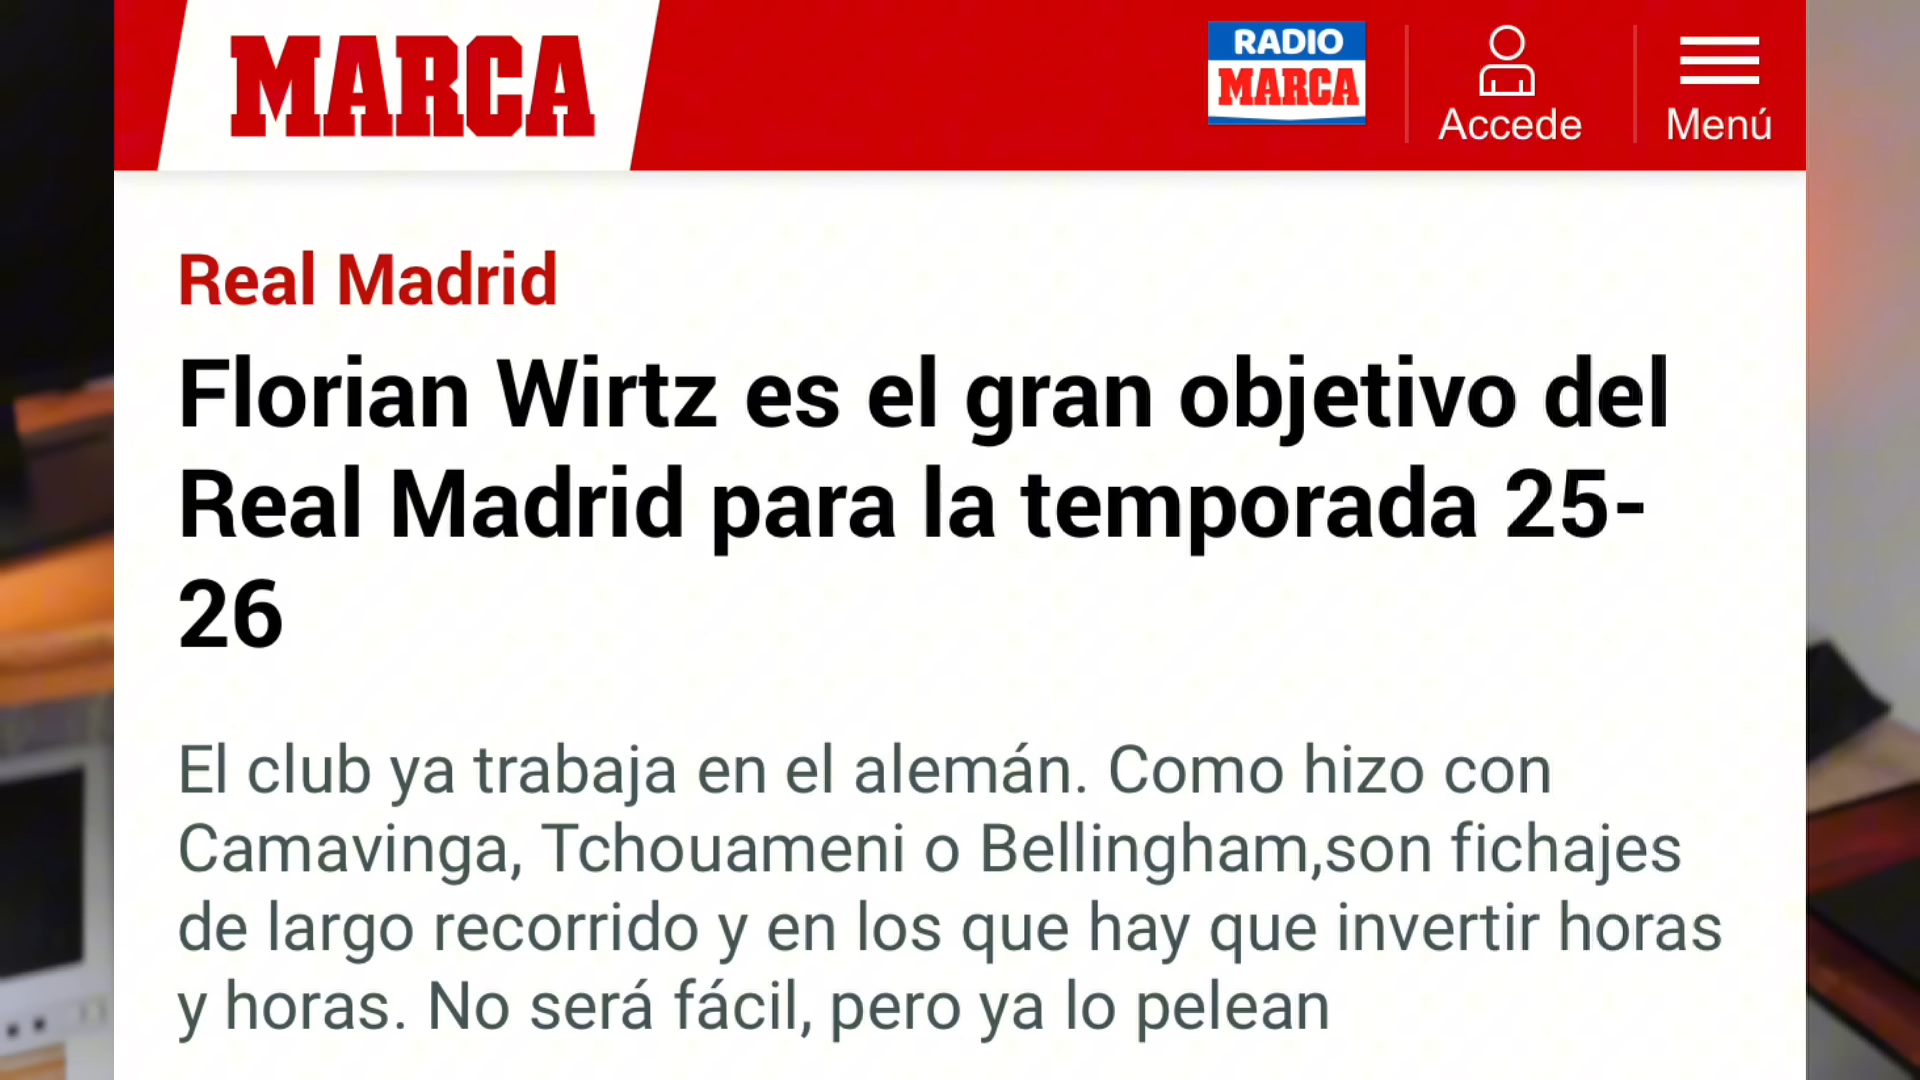 MARCA
RADIO
MARCA
Accede
Menú
Real Madrid
Florian Wirtz es el gran objetivo del
Real Madrid para la temporada 25-
26
El club ya trabaja en el alemán. Como hizo con
Camavinga, Tchouameni o Bellingham,son fichajes
de largo recorrido y en los que hay que invertir horas
y horas. No será fácil, pero ya lo pelean